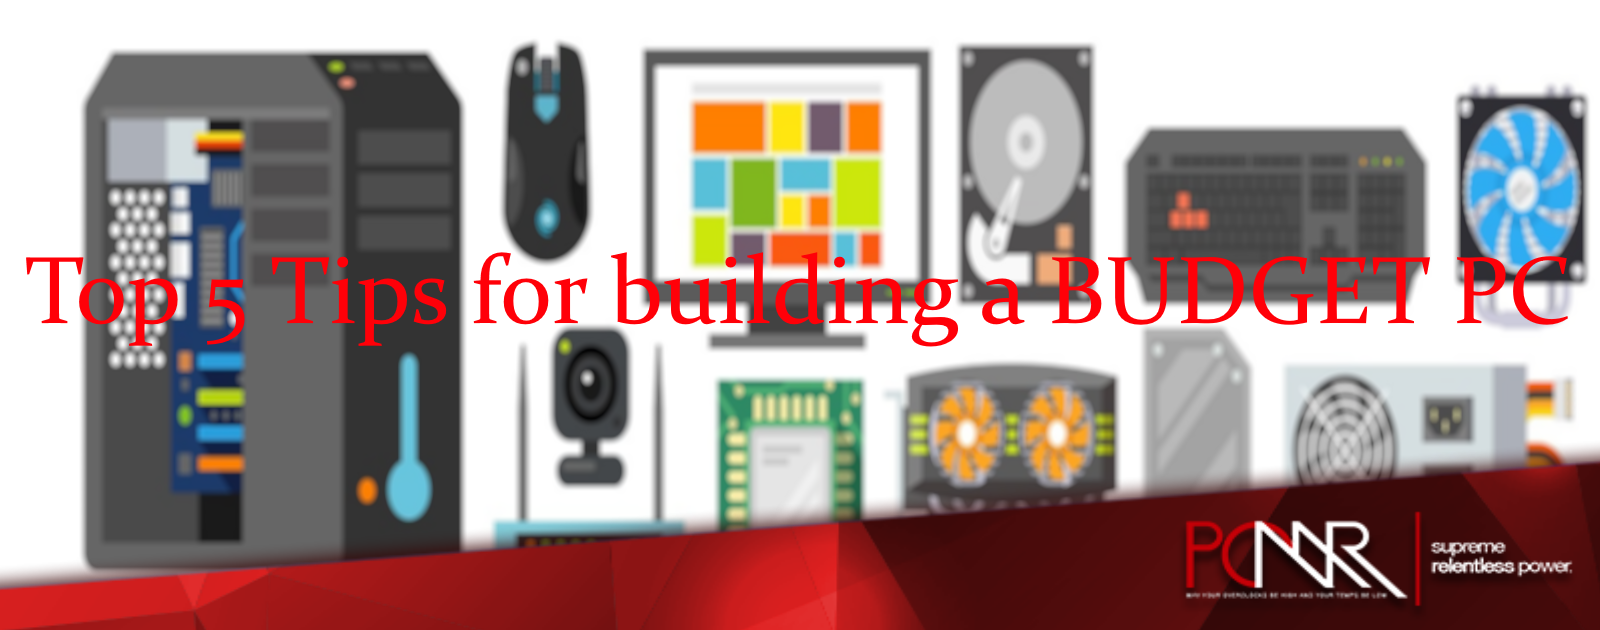 Top 5 Tips for building a BUDGET PC
PCNNR
supreme
relentless power.
MAY YOUR OVERCLOCKS BE HIGH AND YOUR TEMPS BE LOW